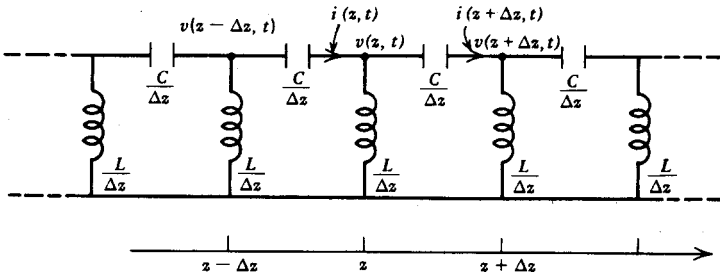 i (z, t)
i (z + Δz, t)
v(z − Δz, t)
v(z, t)
v(z + Δz, t)
C/Δz
C/Δz
C/Δz
C/Δz
L/Δz
L/Δz
L/Δz
L/Δz
L/Δz
z − Δz
z
z + Δz